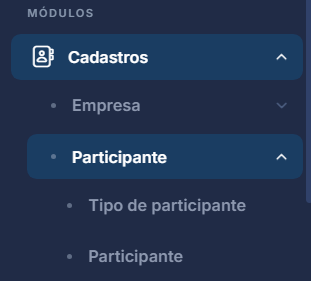 MÓDULOS
Cadastros
Empresa
Participante
Tipo de participante
Participante